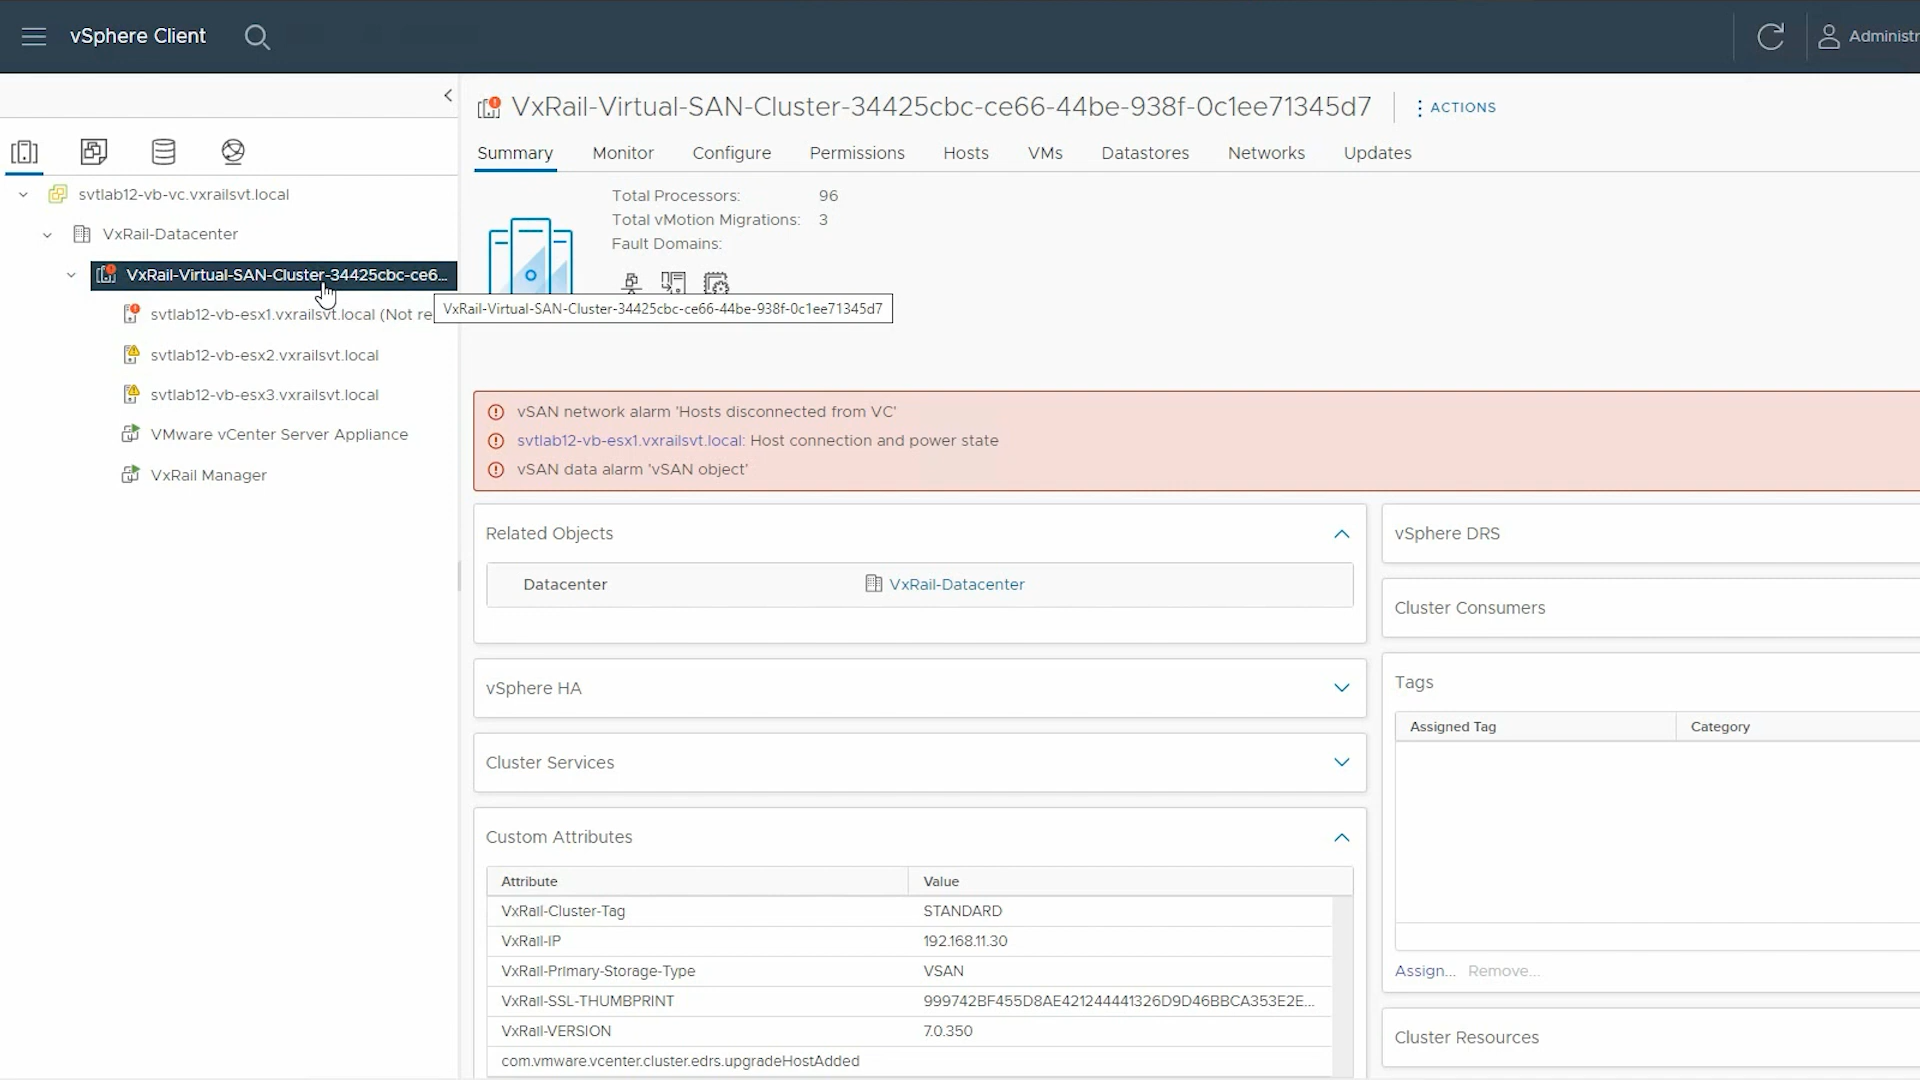 vSphere Client
Administr
VxRail-Virtual-SAN-Cluster-34425cbc-ce66-44be-938f-0c1ee71345d7
ACTIONS
Summary Monitor Configure Permissions Hosts VMs Datastores Networks Updates
svtlab12-vb-vc.vxrailsvt.local
VxRail-Datacenter
VxRail-Virtual-SAN-Cluster-34425cbc-ce6...
svtlab12-vb-esx1.vxrailsvt.local (Not re
svtlab12-vb-esx2.vxrailsvt.local
svtlab12-vb-esx3.vxrailsvt.local
VMware vCenter Server Appliance
VxRail Manager
Total Processors: 96
Total vMotion Migrations: 3
Fault Domains:
VxRail-Virtual-SAN-Cluster-34425cbc-ce66-44be-938f-0c1ee71345d7
vSAN network alarm 'Hosts disconnected from VC'
svtlab12-vb-esx1.vxrailsvt.local: Host connection and power state
vSAN data alarm 'vSAN object'
Related Objects
Datacenter VxRail-Datacenter
vSphere HA
Cluster Services
Custom Attributes
Attribute Value
VxRail-Cluster-Tag STANDARD
VxRail-IP 192.168.11.30
VxRail-Primary-Storage-Type VSAN
VxRail-SSL-THUMBPRINT 999742BF455D8AE421244441326D9D46BBCA353E2E...
VxRail-VERSION 7.0.350
com.vmware.vcenter.cluster.edrs.upgradeHostAdded
vSphere DRS
Cluster Consumers
Tags
Assigned Tag Category
Assign... Remove...
Cluster Resources